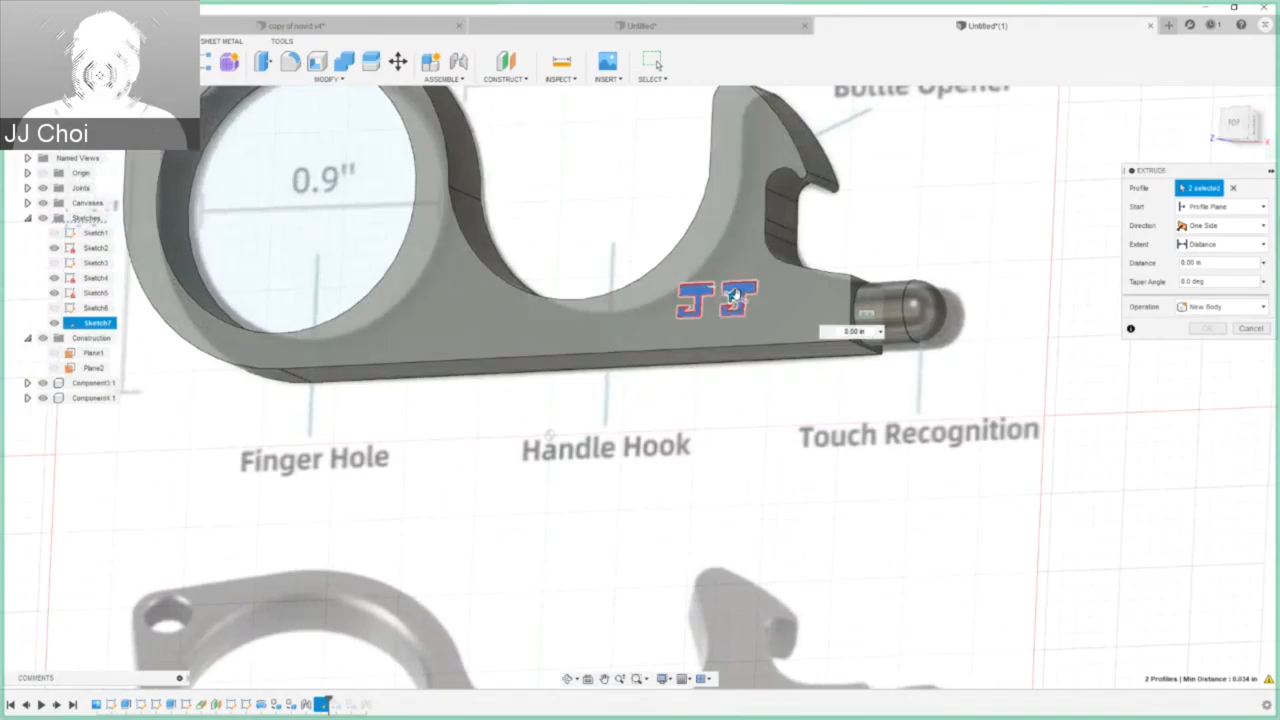 copy of novid v4*
Untitled*
Untitled*(1)
SHEET METAL
TOOLS
MODIFY
ASSEMBLE
CONSTRUCT
INSPECT
INSERT
SELECT
JJ Choi
Bottle Opener
TOP
Z
X
Named Views
Origin
Joints
Canvases
Sketches
Sketch1
Sketch2
Sketch3
Sketch4
Sketch5
Sketch6
Sketch7
Construction
Plane1
Plane2
Component3:1
Component4:1
0.9"
JJ
0.00 in
EXTRUDE
Profile 2 selected
Start Profile Plane
Direction One Side
Extent Distance
Distance 0.00 in
Taper Angle 0.0 deg
Operation New Body
OK Cancel
Finger Hole
Handle Hook
Touch Recognition
COMMENTS
2 Profiles | Min Distance : 0.034 in